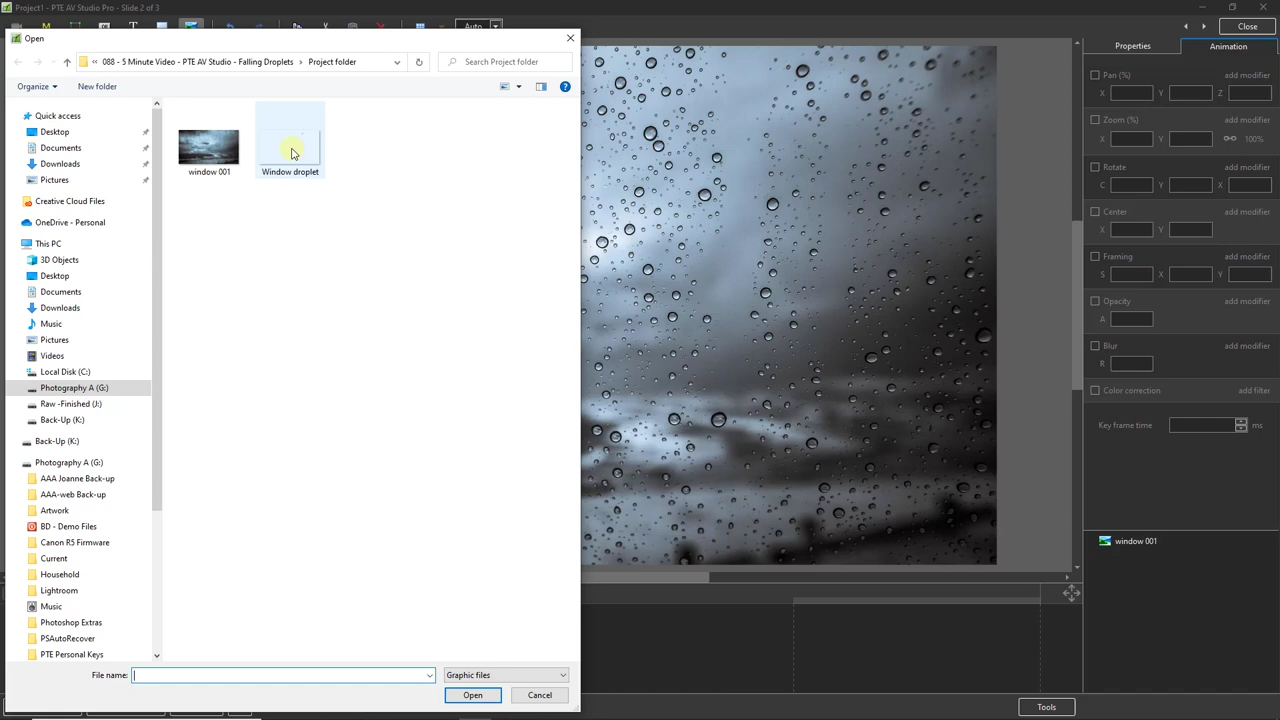 Project1 - PTE AV Studio Pro - Slide 2 of 3
Auto
Close
Open
« 088 - 5 Minute Video - PTE AV Studio - Falling Droplets › Project folder
Search Project folder
Organize
New folder
Quick access
Desktop
Documents
Downloads
Pictures
Creative Cloud Files
OneDrive - Personal
This PC
3D Objects
Desktop
Documents
Downloads
Music
Pictures
Videos
Local Disk (C:)
Photography A (G:)
Raw -Finished (J:)
Back-Up (K:)
Back-Up (K:)
Photography A (G:)
AAA Joanne Back-up
AAA-web Back-up
Artwork
BD - Demo Files
Canon R5 Firmware
Current
Household
Lightroom
Music
Photoshop Extras
PSAutoRecover
PTE Personal Keys
window 001
Window droplet
File name:
Graphic files
Open
Cancel
Properties
Animation
Pan (%)
add modifier
X
Y
Z
Zoom (%)
add modifier
X
Y
100%
Rotate
add modifier
C
Y
X
Center
add modifier
X
Y
Framing
add modifier
S
X
Y
Opacity
add modifier
A
Blur
add modifier
R
Color correction
add filter
Key frame time
ms
window 001
Tools